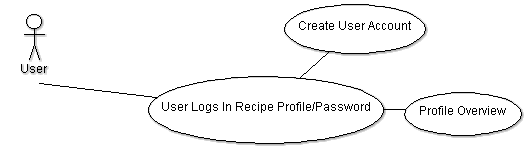 Create User Account
User
User Logs In Recipe Profile/Password
Profile Overview